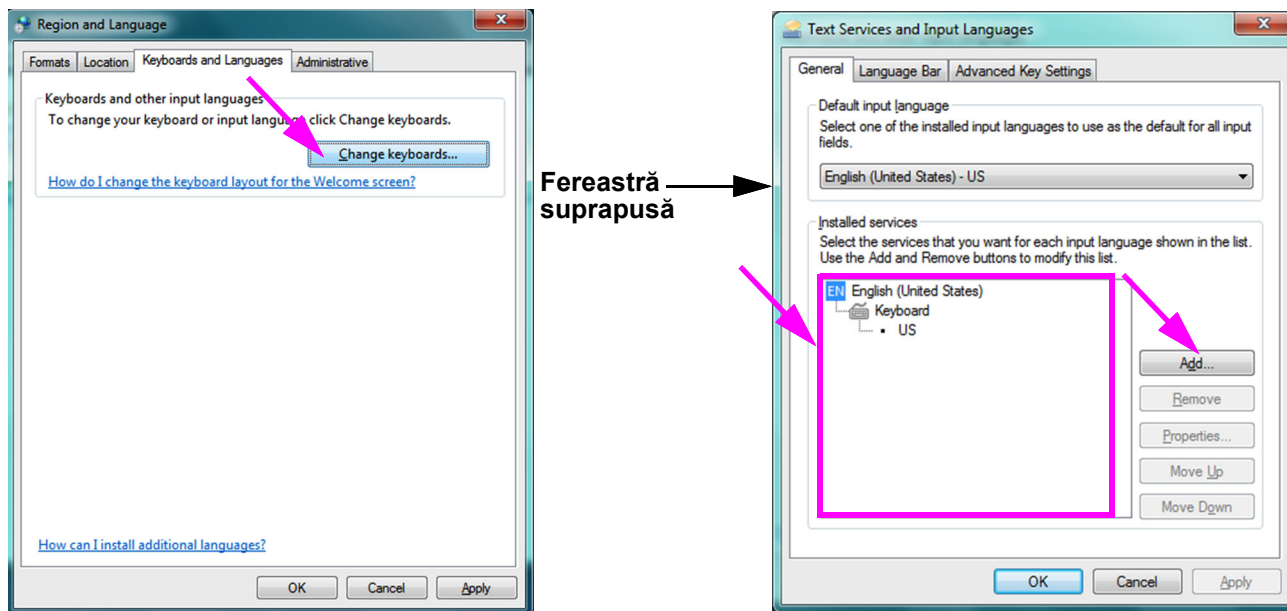 Region and Language
Formats Location Keyboards and Languages Administrative
Keyboards and other input languages
To change your keyboard or input language click Change keyboards.
Change keyboards...
How do I change the keyboard layout for the Welcome screen?
How can I install additional languages?
OK Cancel Apply
Fereastră
suprapusă
Text Services and Input Languages
General Language Bar Advanced Key Settings
Default input language
Select one of the installed input languages to use as the default for all input
fields.
English (United States) - US
Installed services
Select the services that you want for each input language shown in the list.
Use the Add and Remove buttons to modify this list.
EN English (United States)
Keyboard
• US
Add...
Remove
Properties...
Move Up
Move Down
OK Cancel Apply